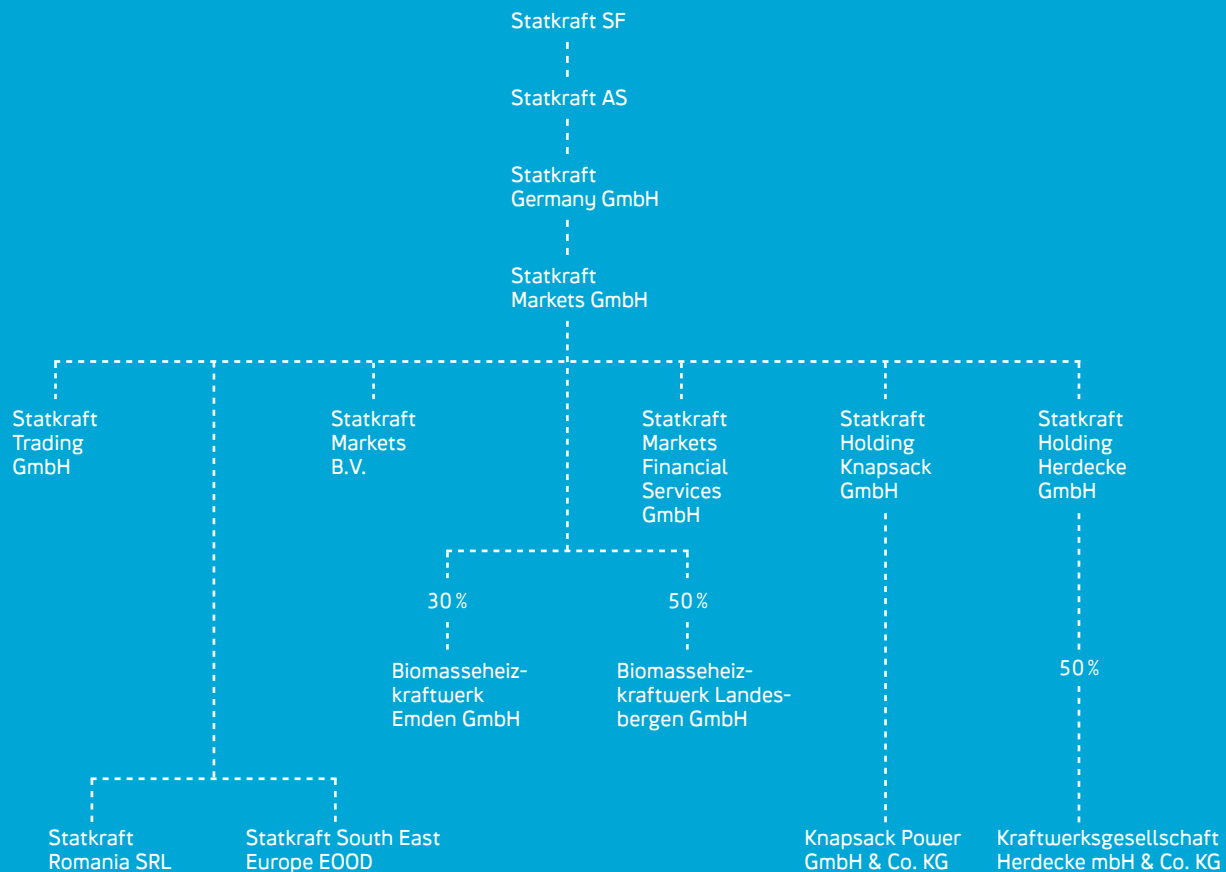 Statkraft SF
Statkraft AS
Statkraft
Germany GmbH
Statkraft
Markets GmbH
Statkraft
Trading
GmbH
Statkraft
Markets
B.V.
Statkraft
Markets
Financial
Services
GmbH
Statkraft
Holding
Knapsack
GmbH
Statkraft
Holding
Herdecke
GmbH
30 %
50 %
Biomasseheiz-
kraftwerk
Emden GmbH
Biomasseheiz-
kraftwerk Landes-
bergen GmbH
50 %
Statkraft
Romania SRL
Statkraft South East
Europe EOOD
Knapsack Power
GmbH & Co. KG
Kraftwerksgesellschaft
Herdecke mbH & Co. KG